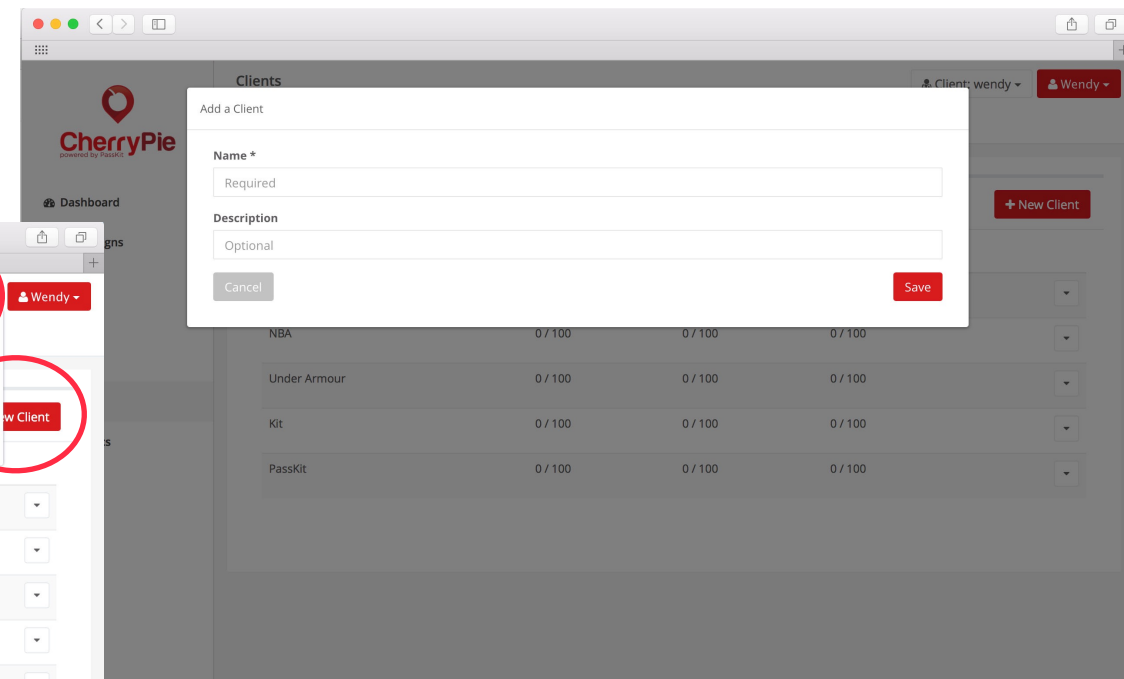 Clients
Client: wendy
Wendy
CherryPie
powered by PassKit
Add a Client
Name *
Required
Description
Optional
Cancel
Save
Dashboard
gns
+ New Client
NBA 0 / 100 0 / 100 0 / 100
Under Armour 0 / 100 0 / 100 0 / 100
Kit 0 / 100 0 / 100 0 / 100
PassKit 0 / 100 0 / 100 0 / 100
Wendy
w Client
s